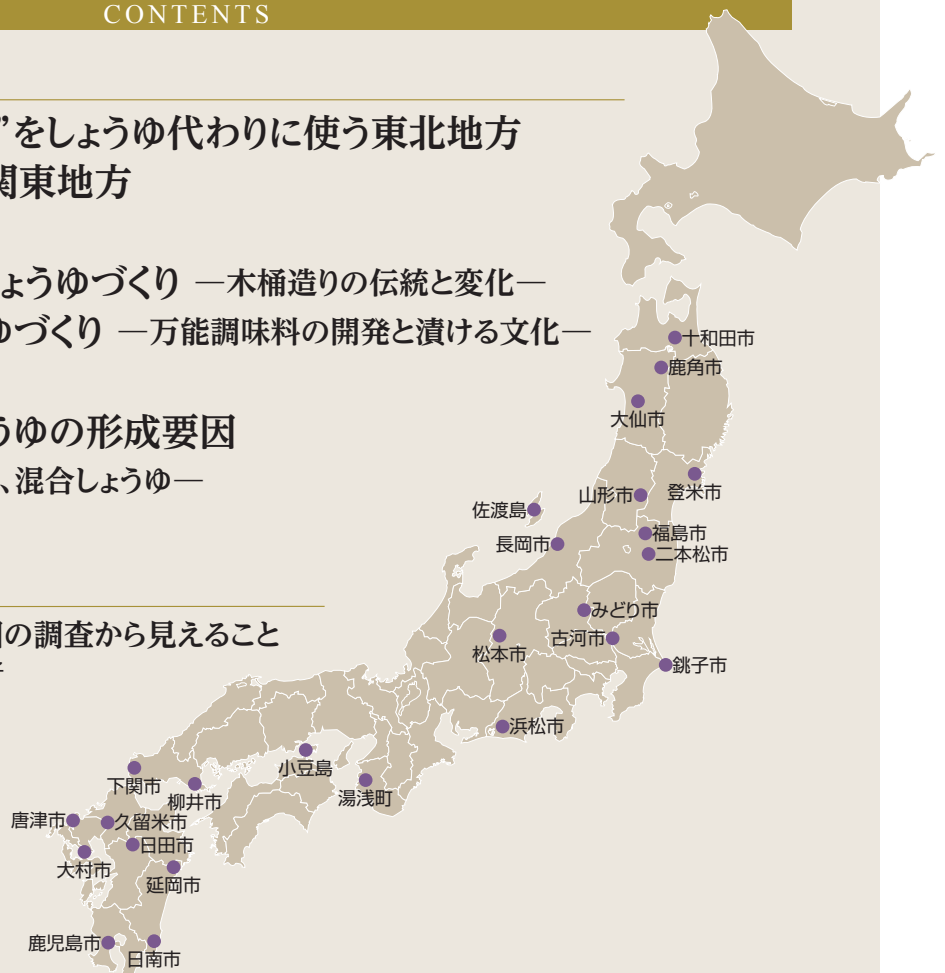 CONTENTS
”をしょうゆ代わりに使う東北地方
関東地方
ょうゆづくり ―木桶造りの伝統と変化―
ゆづくり ―万能調味料の開発と漬ける文化―
うゆの形成要因
、混合しょうゆ―
の調査から見えること
十和田市
鹿角市
大仙市
登米市
山形市
佐渡島
福島市
長岡市
二本松市
みどり市
古河市
松本市
銚子市
浜松市
小豆島
下関市
柳井市
湯浅町
唐津市
久留米市
日田市
大村市
延岡市
鹿児島市
日南市